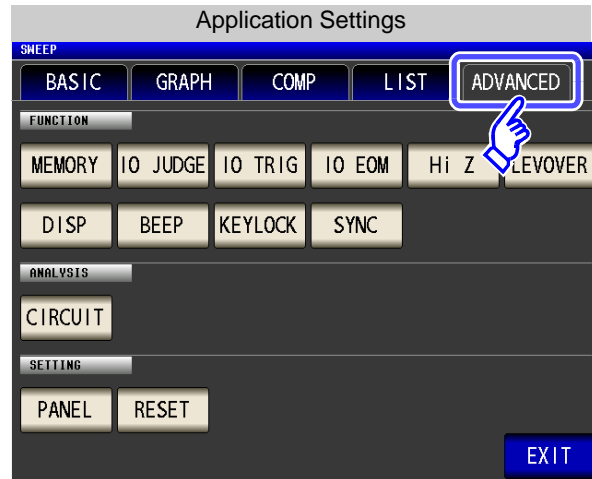 Application Settings
SWEEP
BASIC GRAPH COMP LIST ADVANCED
FUNCTION
MEMORY IO JUDGE IO TRIG IO EOM Hi Z LEVOVER
DISP BEEP KEYLOCK SYNC
ANALYSIS
CIRCUIT
SETTING
PANEL RESET
EXIT